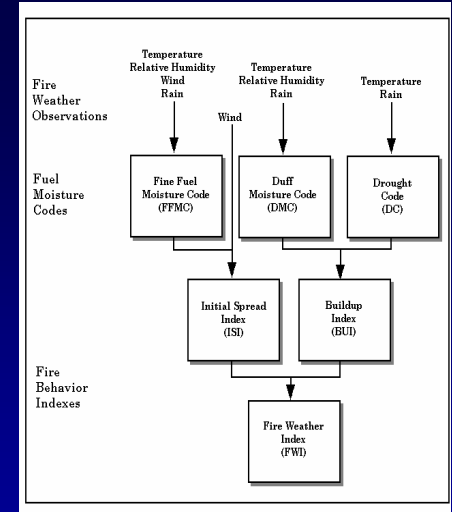 Fire
Weather
Observations
Temperature
Relative Humidity
Wind
Rain
Temperature
Relative Humidity
Rain
Temperature
Rain
Wind
Fuel
Moisture
Codes
Fine Fuel
Moisture Code
(FFMC)
Duff
Moisture Code
(DMC)
Drought
Code
(DC)
Initial Spread
Index
(ISI)
Buildup
Index
(BUI)
Fire
Behavior
Indexes
Fire Weather
Index
(FWI)